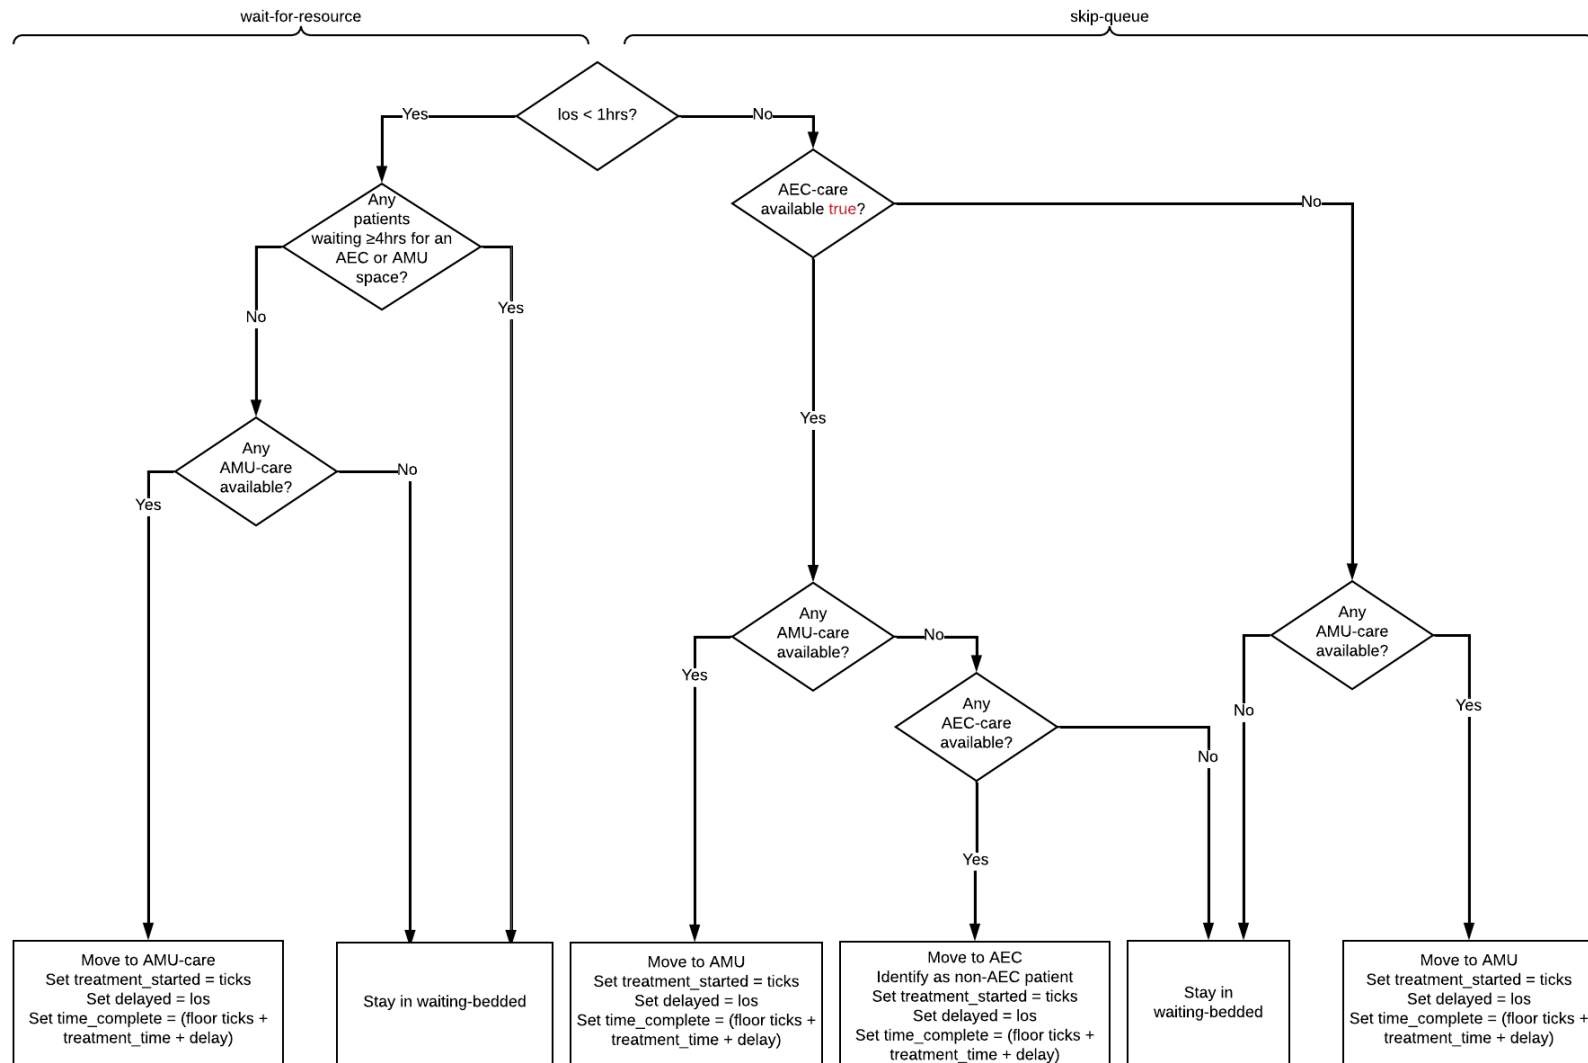 wait-for-resource
skip-queue
los < 1hrs?
Yes
No
AEC-care
available true?
No
Any
patients
waiting ≥4hrs for an
AEC or AMU
space?
No
Yes
Yes
Any
AMU-care
available?
Yes
No
Any
AMU-care
available?
Yes
No
Any
AMU-care
available?
No
Yes
Any
AEC-care
available?
No
Yes
Move to AMU-care
Set treatment_started = ticks
Set delayed = los
Set time_complete = (floor ticks +
treatment_time + delay)
Stay in waiting-bedded
Move to AMU
Set treatment_started = ticks
Set delayed = los
Set time_complete = (floor ticks +
treatment_time + delay)
Move to AEC
Identify as non-AEC patient
Set treatment_started = ticks
Set delayed = los
Set time_complete = (floor ticks +
treatment_time + delay)
Stay in
waiting-bedded
Move to AMU
Set treatment_started = ticks
Set delayed = los
Set time_complete = (floor ticks +
treatment_time + delay)